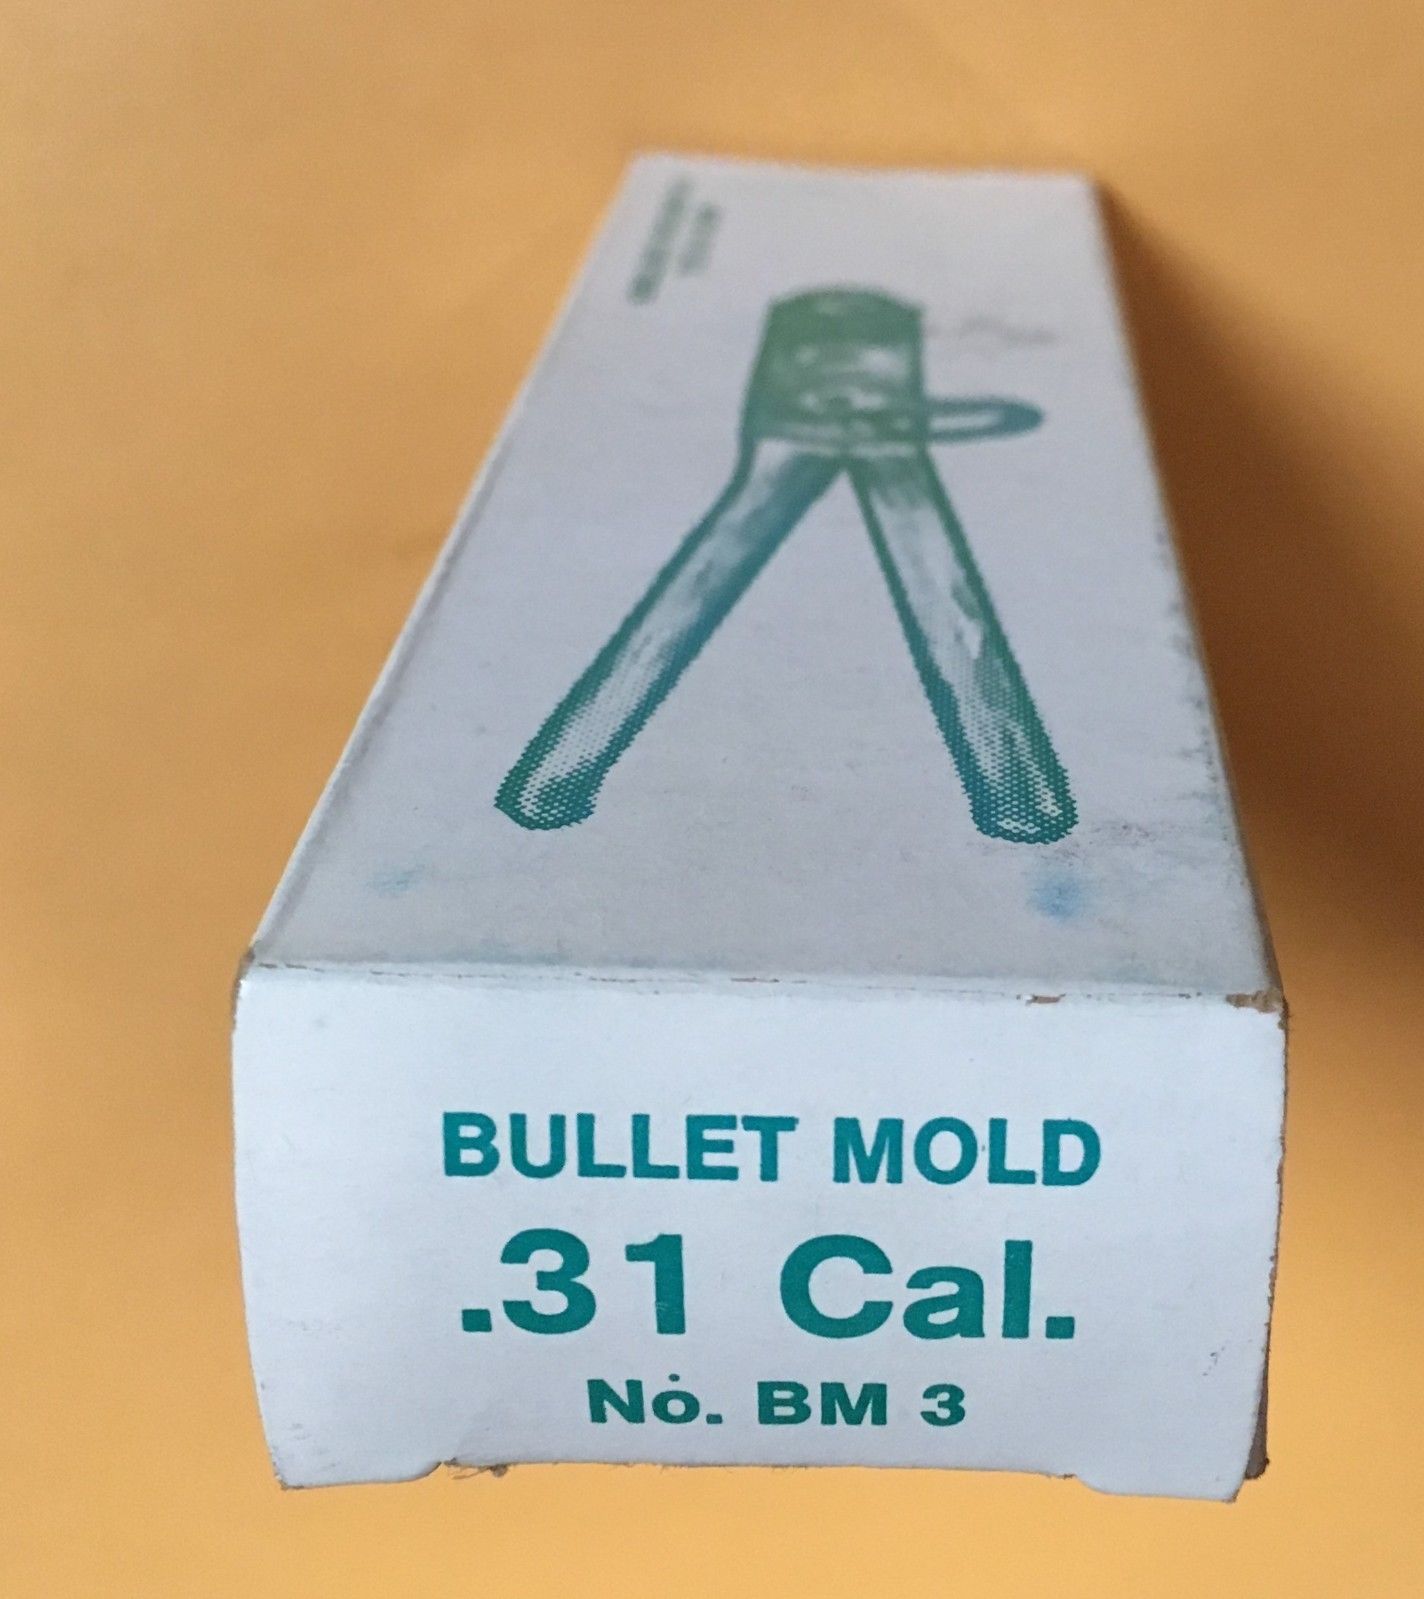 BULLET MOLD
.31 Cal.
No. BM 3